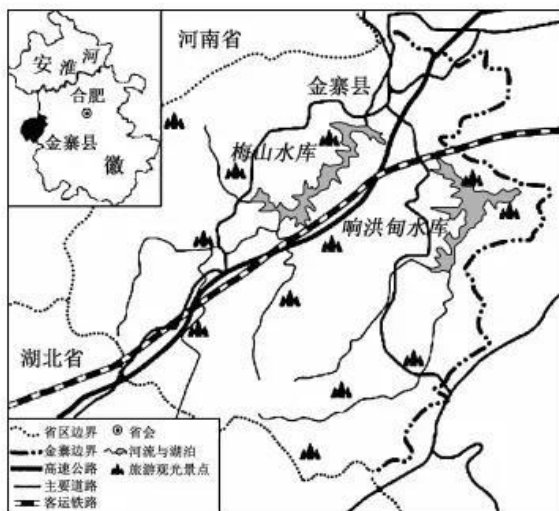 河南省
安 淮 河
合肥
金寨县
徽
金寨县
梅山水库
响洪甸水库
湖北省
省区边界 省会
金寨边界 河流与湖泊
高速公路 旅游观光景点
主要道路
客运铁路